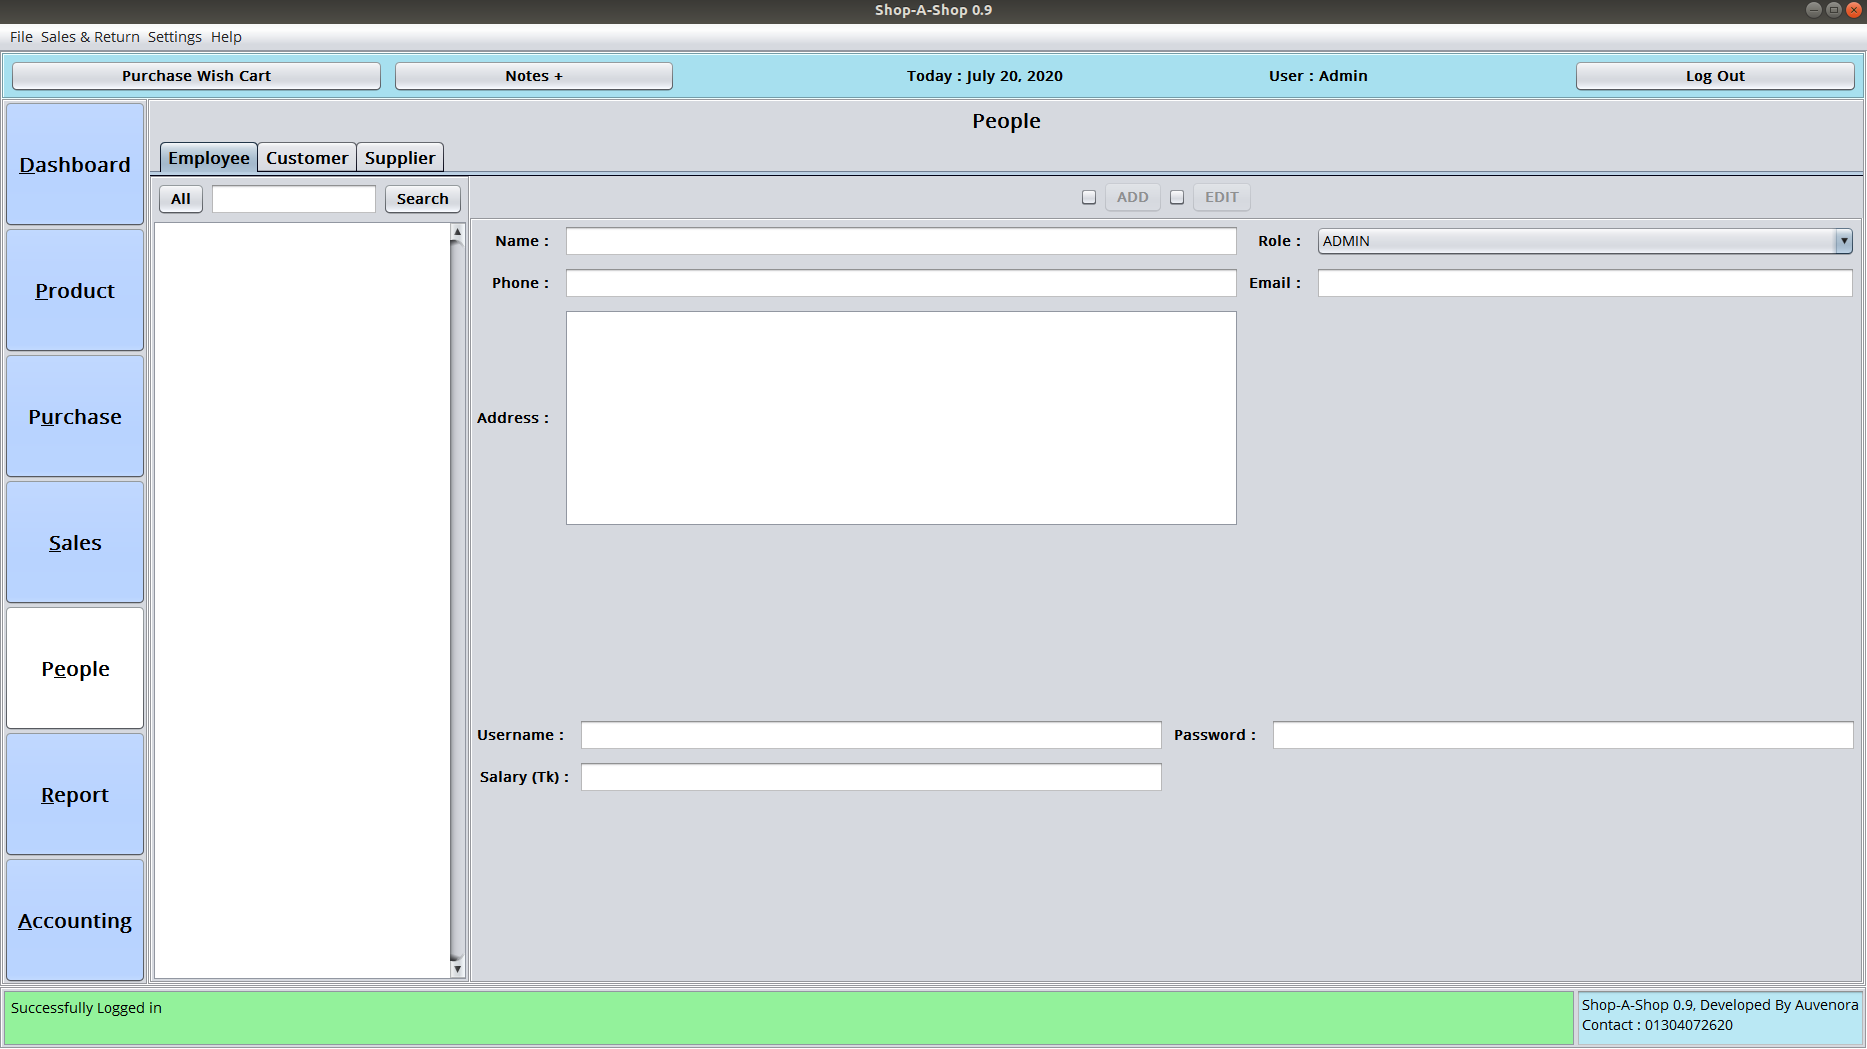 Shop-A-Shop 0.9
File Sales & Return Settings Help
Purchase Wish Cart Notes + Today : July 20, 2020 User : Admin Log Out
People
Employee Customer Supplier
All Search ADD EDIT
Name : Role : ADMIN
Phone : Email :
Address :
Username : Password :
Salary (Tk) :
Dashboard
Product
Purchase
Sales
People
Report
Accounting
Successfully Logged in
Shop-A-Shop 0.9, Developed By Auvenora
Contact : 01304072620